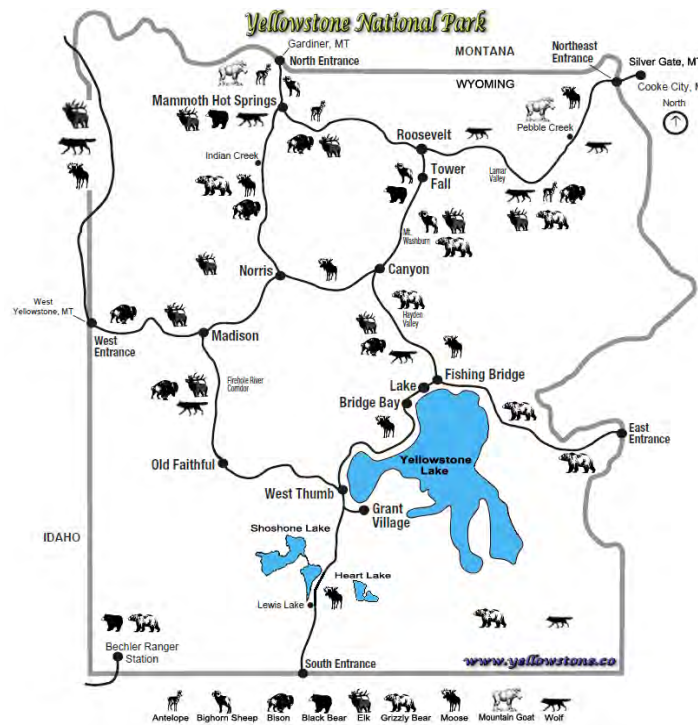 Yellowstone National Park
Gardiner, MT
North Entrance
MONTANA
WYOMING
Northeast
Entrance
Silver Gate, MT
Cooke City, M
North
Mammoth Hot Springs
Indian Creek
Roosevelt
Pebble Creek
Tower
Fall
Lamar
Valley
Mt.
Washburn
Norris
Canyon
Hayden
Valley
West
Yellowstone, MT
West
Entrance
Madison
Firehole River
Corridor
Fishing Bridge
Lake
Bridge Bay
East
Entrance
Yellowstone
Lake
Old Faithful
West Thumb
Grant
Village
IDAHO
Shoshone Lake
Heart Lake
Lewis Lake
Bechler Ranger
Station
South Entrance
www.yellowstone.co
Antelope Bighorn Sheep Bison Black Bear Elk Grizzly Bear Moose Mountain Goat Wolf